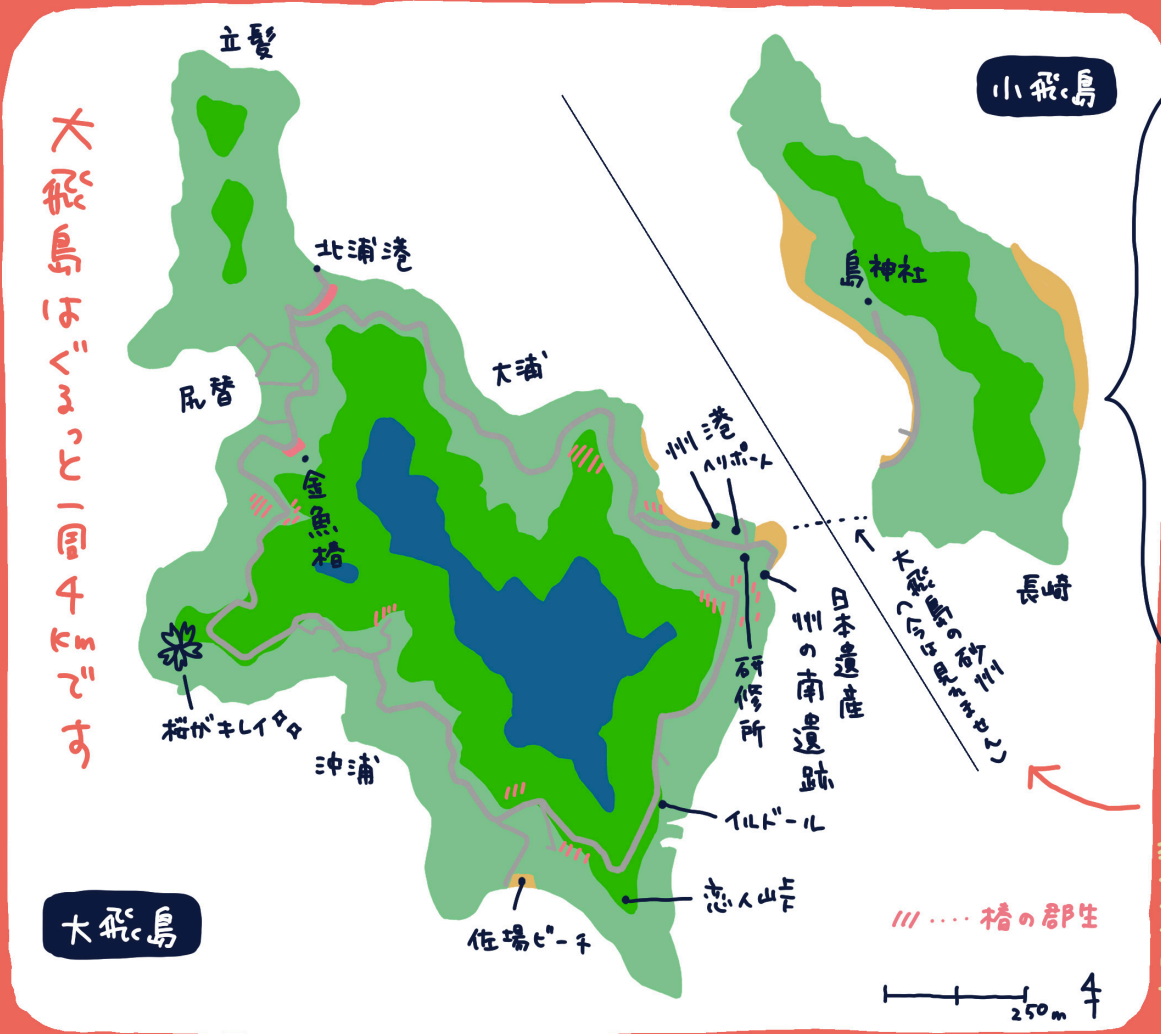 立髪
小飛島
大飛島はぐるっと一周4kmです
北浦港
島神社
大浦
尻替
州港
ヘリポート
金魚椿
大飛島の砂州
(今は見れません)
長崎
日本遺産
州の南遺跡
研修所
桜がキレイ
沖浦
イルドール
恋人峠
佐場ビーチ
大飛島
/// ････ 椿の郡生
250m
4